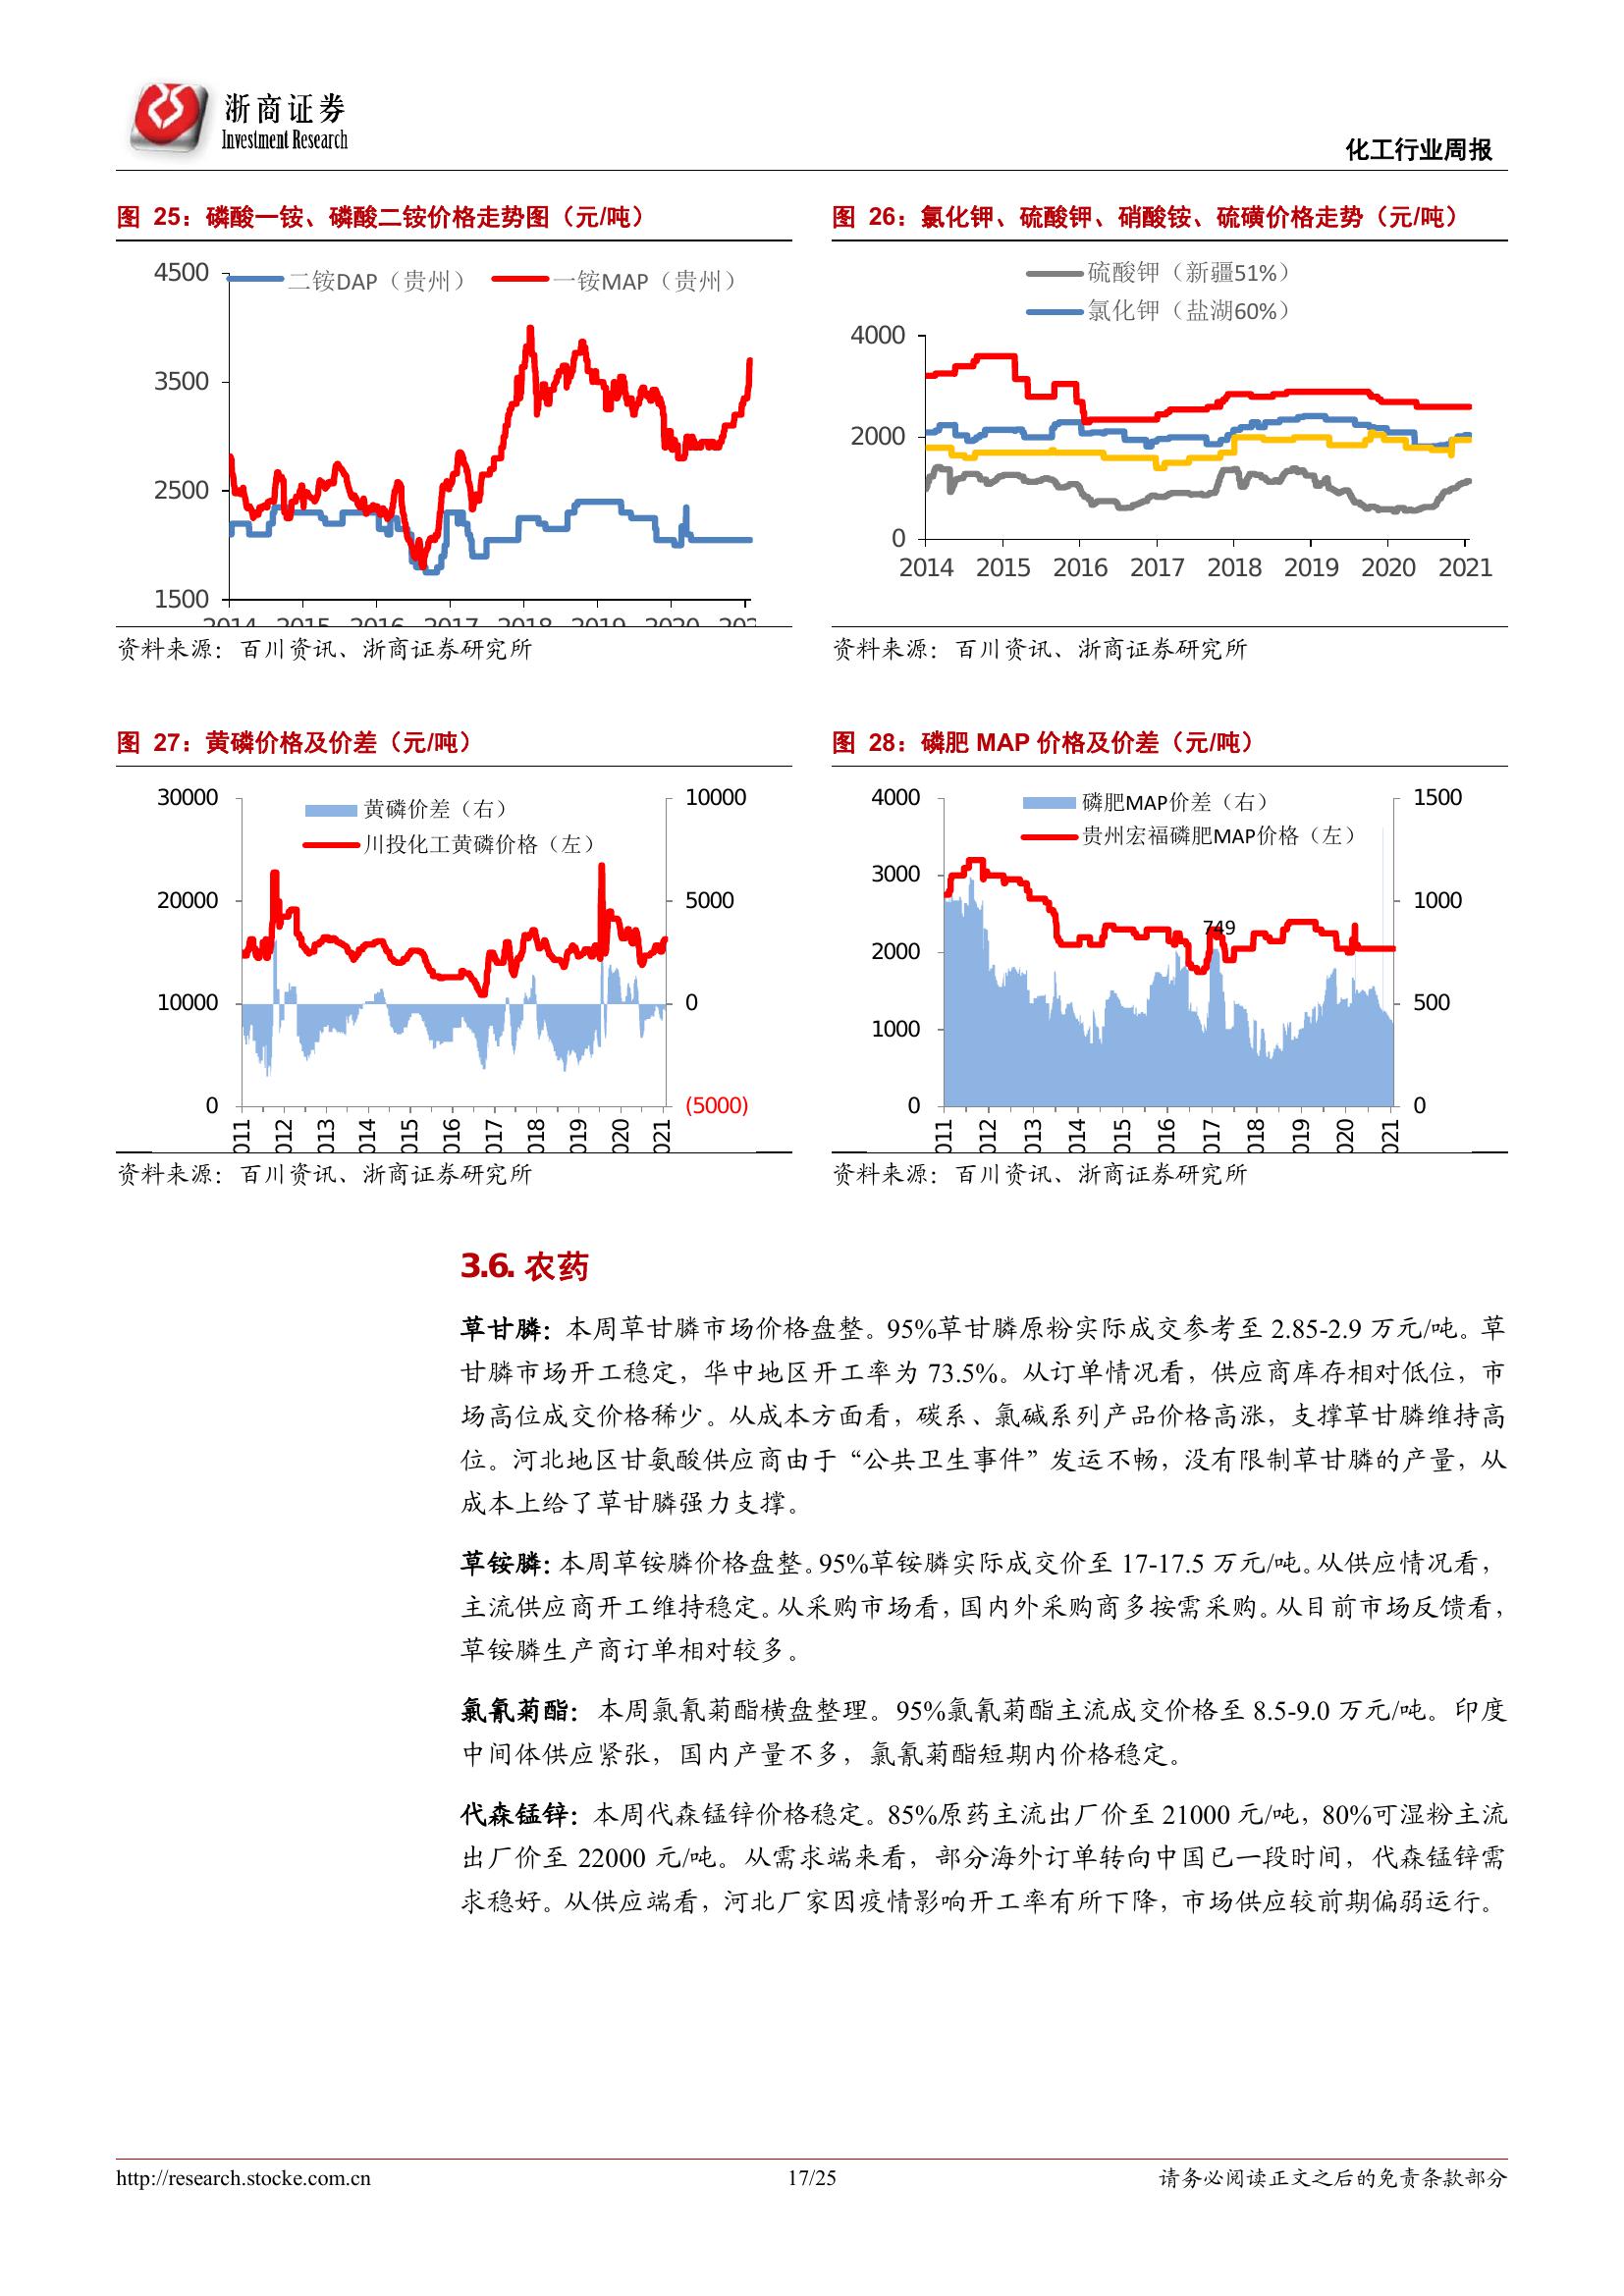 浙商证券
Investment Research
化工行业周报
图 25：磷酸一铵、磷酸二铵价格走势图（元/吨）
4500
3500
2500
1500
二铵DAP（贵州）
一铵MAP（贵州）
2014 2015 2016 2017 2018 2019 2020
资料来源：百川资讯、浙商证券研究所
图 26：氯化钾、硫酸钾、硝酸铵、硫磺价格走势（元/吨）
硫酸钾（新疆51%）
氯化钾（盐湖60%）
4000
2000
0
2014 2015 2016 2017 2018 2019 2020 2021
资料来源：百川资讯、浙商证券研究所
图 27：黄磷价格及价差（元/吨）
黄磷价差（右）
川投化工黄磷价格（左）
30000
20000
10000
0
10000
5000
0
(5000)
011 012 013 014 015 016 017 018 019 020 021
资料来源：百川资讯、浙商证券研究所
图 28：磷肥 MAP 价格及价差（元/吨）
磷肥MAP价差（右）
贵州宏福磷肥MAP价格（左）
4000
3000
2000
1000
0
749
1500
1000
500
0
011 012 013 014 015 016 017 018 019 020 021
资料来源：百川资讯、浙商证券研究所
3.6. 农药
草甘膦：本周草甘膦市场价格盘整。95%草甘膦原粉实际成交参考至 2.85-2.9 万元/吨。草
甘膦市场开工稳定，华中地区开工率为 73.5%。从订单情况看，供应商库存相对低位，市
场高位成交价格稀少。从成本方面看，碳系、氯碱系列产品价格高涨，支撑草甘膦维持高
位。河北地区甘氨酸供应商由于“公共卫生事件”发运不畅，没有限制草甘膦的产量，从
成本上给了草甘膦强力支撑。
草铵膦：本周草铵膦价格盘整。95%草铵膦实际成交价至 17-17.5 万元/吨。从供应情况看，
主流供应商开工维持稳定。从采购市场看，国内外采购商多按需采购。从目前市场反馈看，
草铵膦生产商订单相对较多。
氯氰菊酯：本周氯氰菊酯横盘整理。95%氯氰菊酯主流成交价格至 8.5-9.0 万元/吨。印度
中间体供应紧张，国内产量不多，氯氰菊酯短期内价格稳定。
代森锰锌：本周代森锰锌价格稳定。85%原药主流出厂价至 21000 元/吨，80%可湿粉主流
出厂价至 22000 元/吨。从需求端来看，部分海外订单转向中国已一段时间，代森锰锌需
求稳好。从供应端看，河北厂家因疫情影响开工率有所下降，市场供应较前期偏弱运行。
http://research.stocke.com.cn
17/25
请务必阅读正文之后的免责条款部分